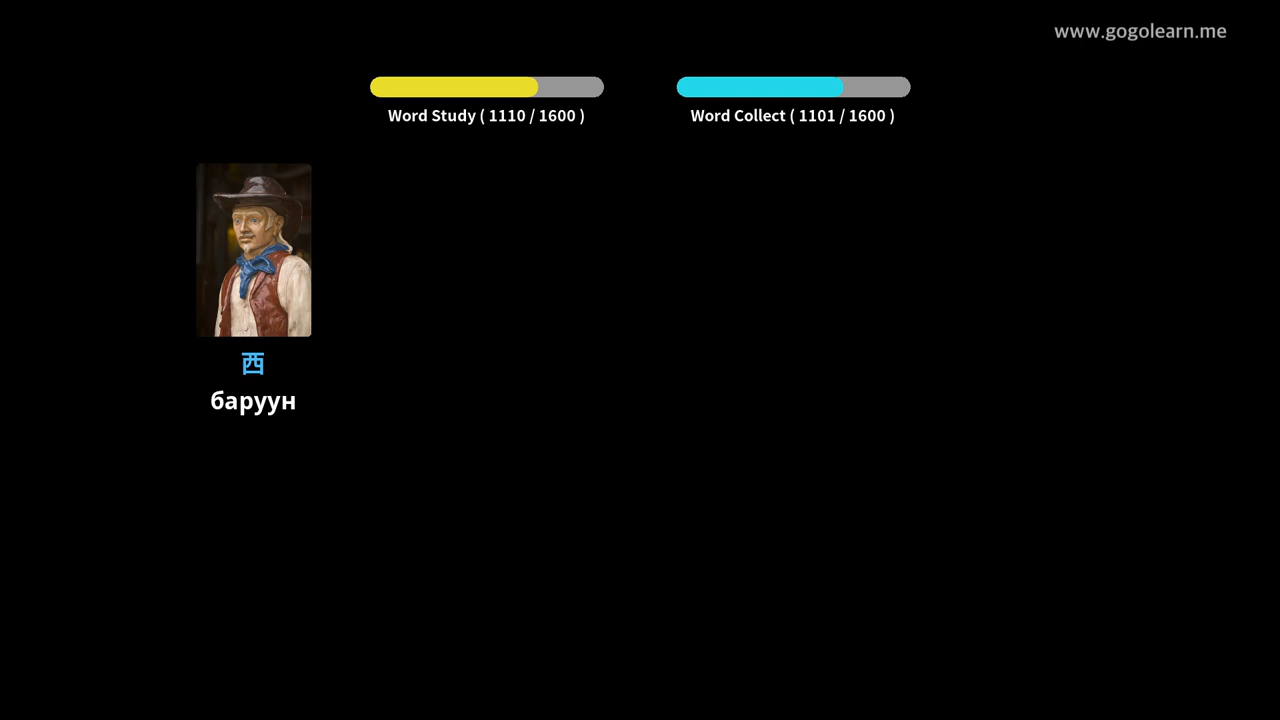 www.gogolearn.me
Word Study ( 1110 / 1600 )
Word Collect ( 1101 / 1600 )
西
баруун